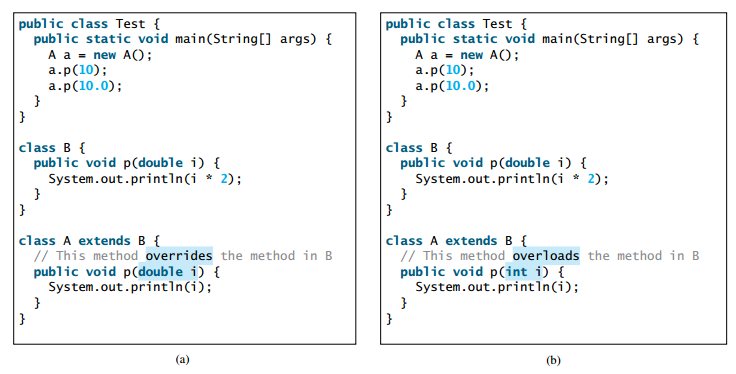 public class Test {
public static void main(String[] args) {
A a = new A();
a.p(10);
a.p(10.0);
}
}
class B {
public void p(double i) {
System.out.println(i * 2);
}
}
class A extends B {
// This method overrides the method in B
public void p(double i) {
System.out.println(i);
}
}
(a)
public class Test {
public static void main(String[] args) {
A a = new A();
a.p(10);
a.p(10.0);
}
}
class B {
public void p(double i) {
System.out.println(i * 2);
}
}
class A extends B {
// This method overloads the method in B
public void p(int i) {
System.out.println(i);
}
}
(b)